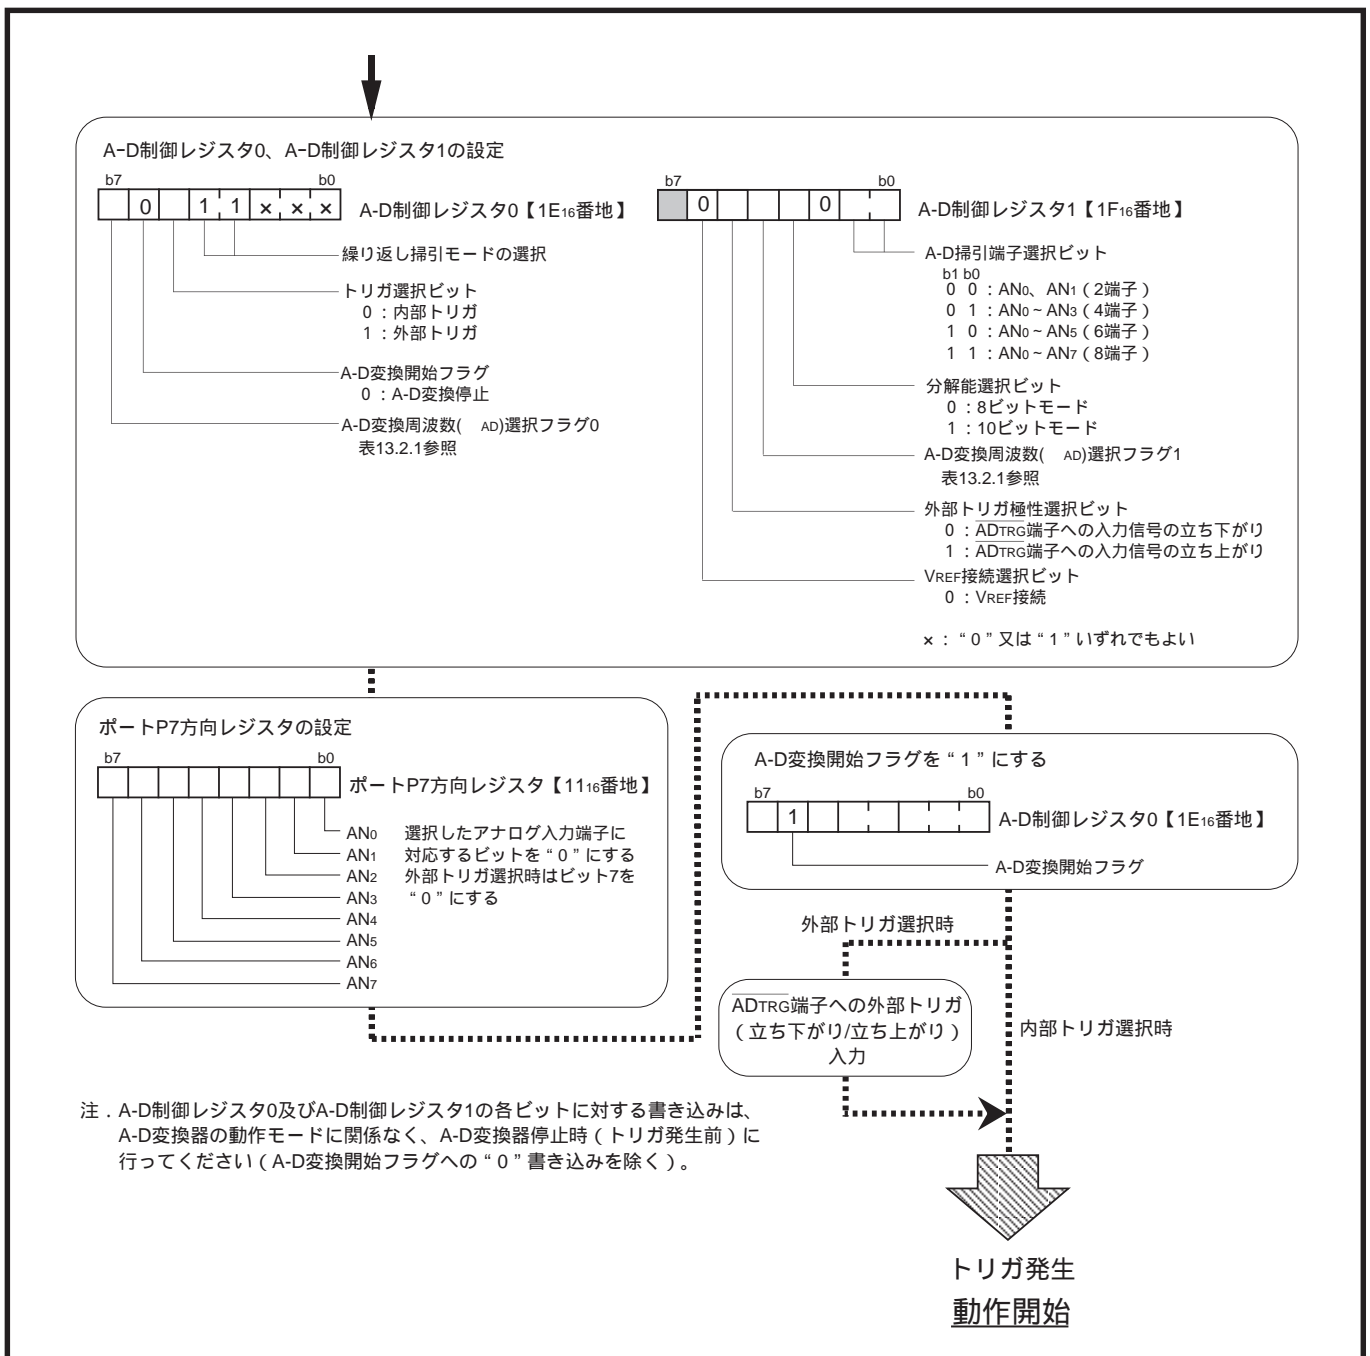 A-D制御レジスタ0、A-D制御レジスタ1の設定
b7 b0
0 1 1 × × × A-D制御レジスタ0【1E16番地】
繰り返し掃引モードの選択
トリガ選択ビット
0：内部トリガ
1：外部トリガ
A-D変換開始フラグ
0：A-D変換停止
A-D変換周波数( AD)選択フラグ0
表13.2.1参照
b7 b0
0 0 A-D制御レジスタ1【1F16番地】
A-D掃引端子選択ビット
b1 b0
0 0：AN0、AN1（2端子）
0 1：AN0～AN3（4端子）
1 0：AN0～AN5（6端子）
1 1：AN0～AN7（8端子）
分解能選択ビット
0：8ビットモード
1：10ビットモード
A-D変換周波数( AD)選択フラグ1
表13.2.1参照
外部トリガ極性選択ビット
0：ADTRG端子への入力信号の立ち下がり
1：ADTRG端子への入力信号の立ち上がり
VREF接続選択ビット
0：VREF接続
×：“0”又は“1”いずれでもよい
ポートP7方向レジスタの設定
b7 b0
ポートP7方向レジスタ【1116番地】
AN0 選択したアナログ入力端子に
AN1 対応するビットを“0”にする
AN2 外部トリガ選択時はビット7を
AN3 “0”にする
AN4
AN5
AN6
AN7
A-D変換開始フラグを“1”にする
b7 b0
1 A-D制御レジスタ0【1E16番地】
A-D変換開始フラグ
外部トリガ選択時
ADTRG端子への外部トリガ
（立ち下がり/立ち上がり）
入力
内部トリガ選択時
注．A-D制御レジスタ0及びA-D制御レジスタ1の各ビットに対する書き込みは、
A-D変換器の動作モードに関係なく、A-D変換器停止時（トリガ発生前）に
行ってください（A-D変換開始フラグへの“0”書き込みを除く）。
トリガ発生
動作開始